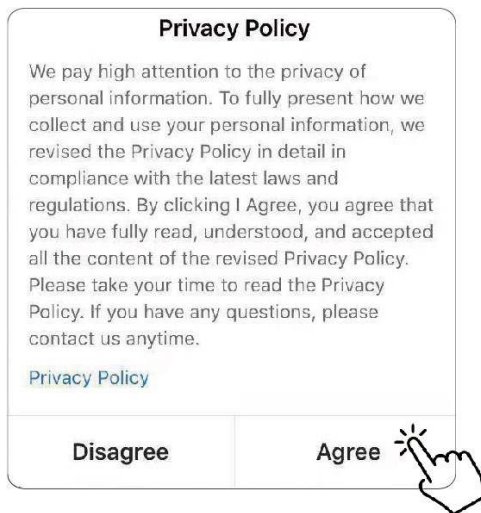 Privacy Policy
We pay high attention to the privacy of
personal information. To fully present how we
collect and use your personal information, we
revised the Privacy Policy in detail in
compliance with the latest laws and
regulations. By clicking I Agree, you agree that
you have fully read, understood, and accepted
all the content of the revised Privacy Policy.
Please take your time to read the Privacy
Policy. If you have any questions, please
contact us anytime.
Privacy Policy
Disagree
Agree